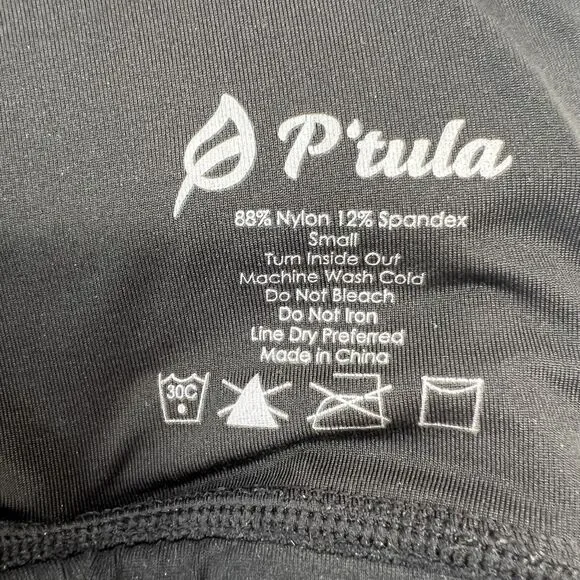 P'tula
88% Nylon 12% Spandex
Small
Turn Inside Out
Machine Wash Cold
Do Not Bleach
Do Not Iron
Line Dry Preferred
Made in China
30C